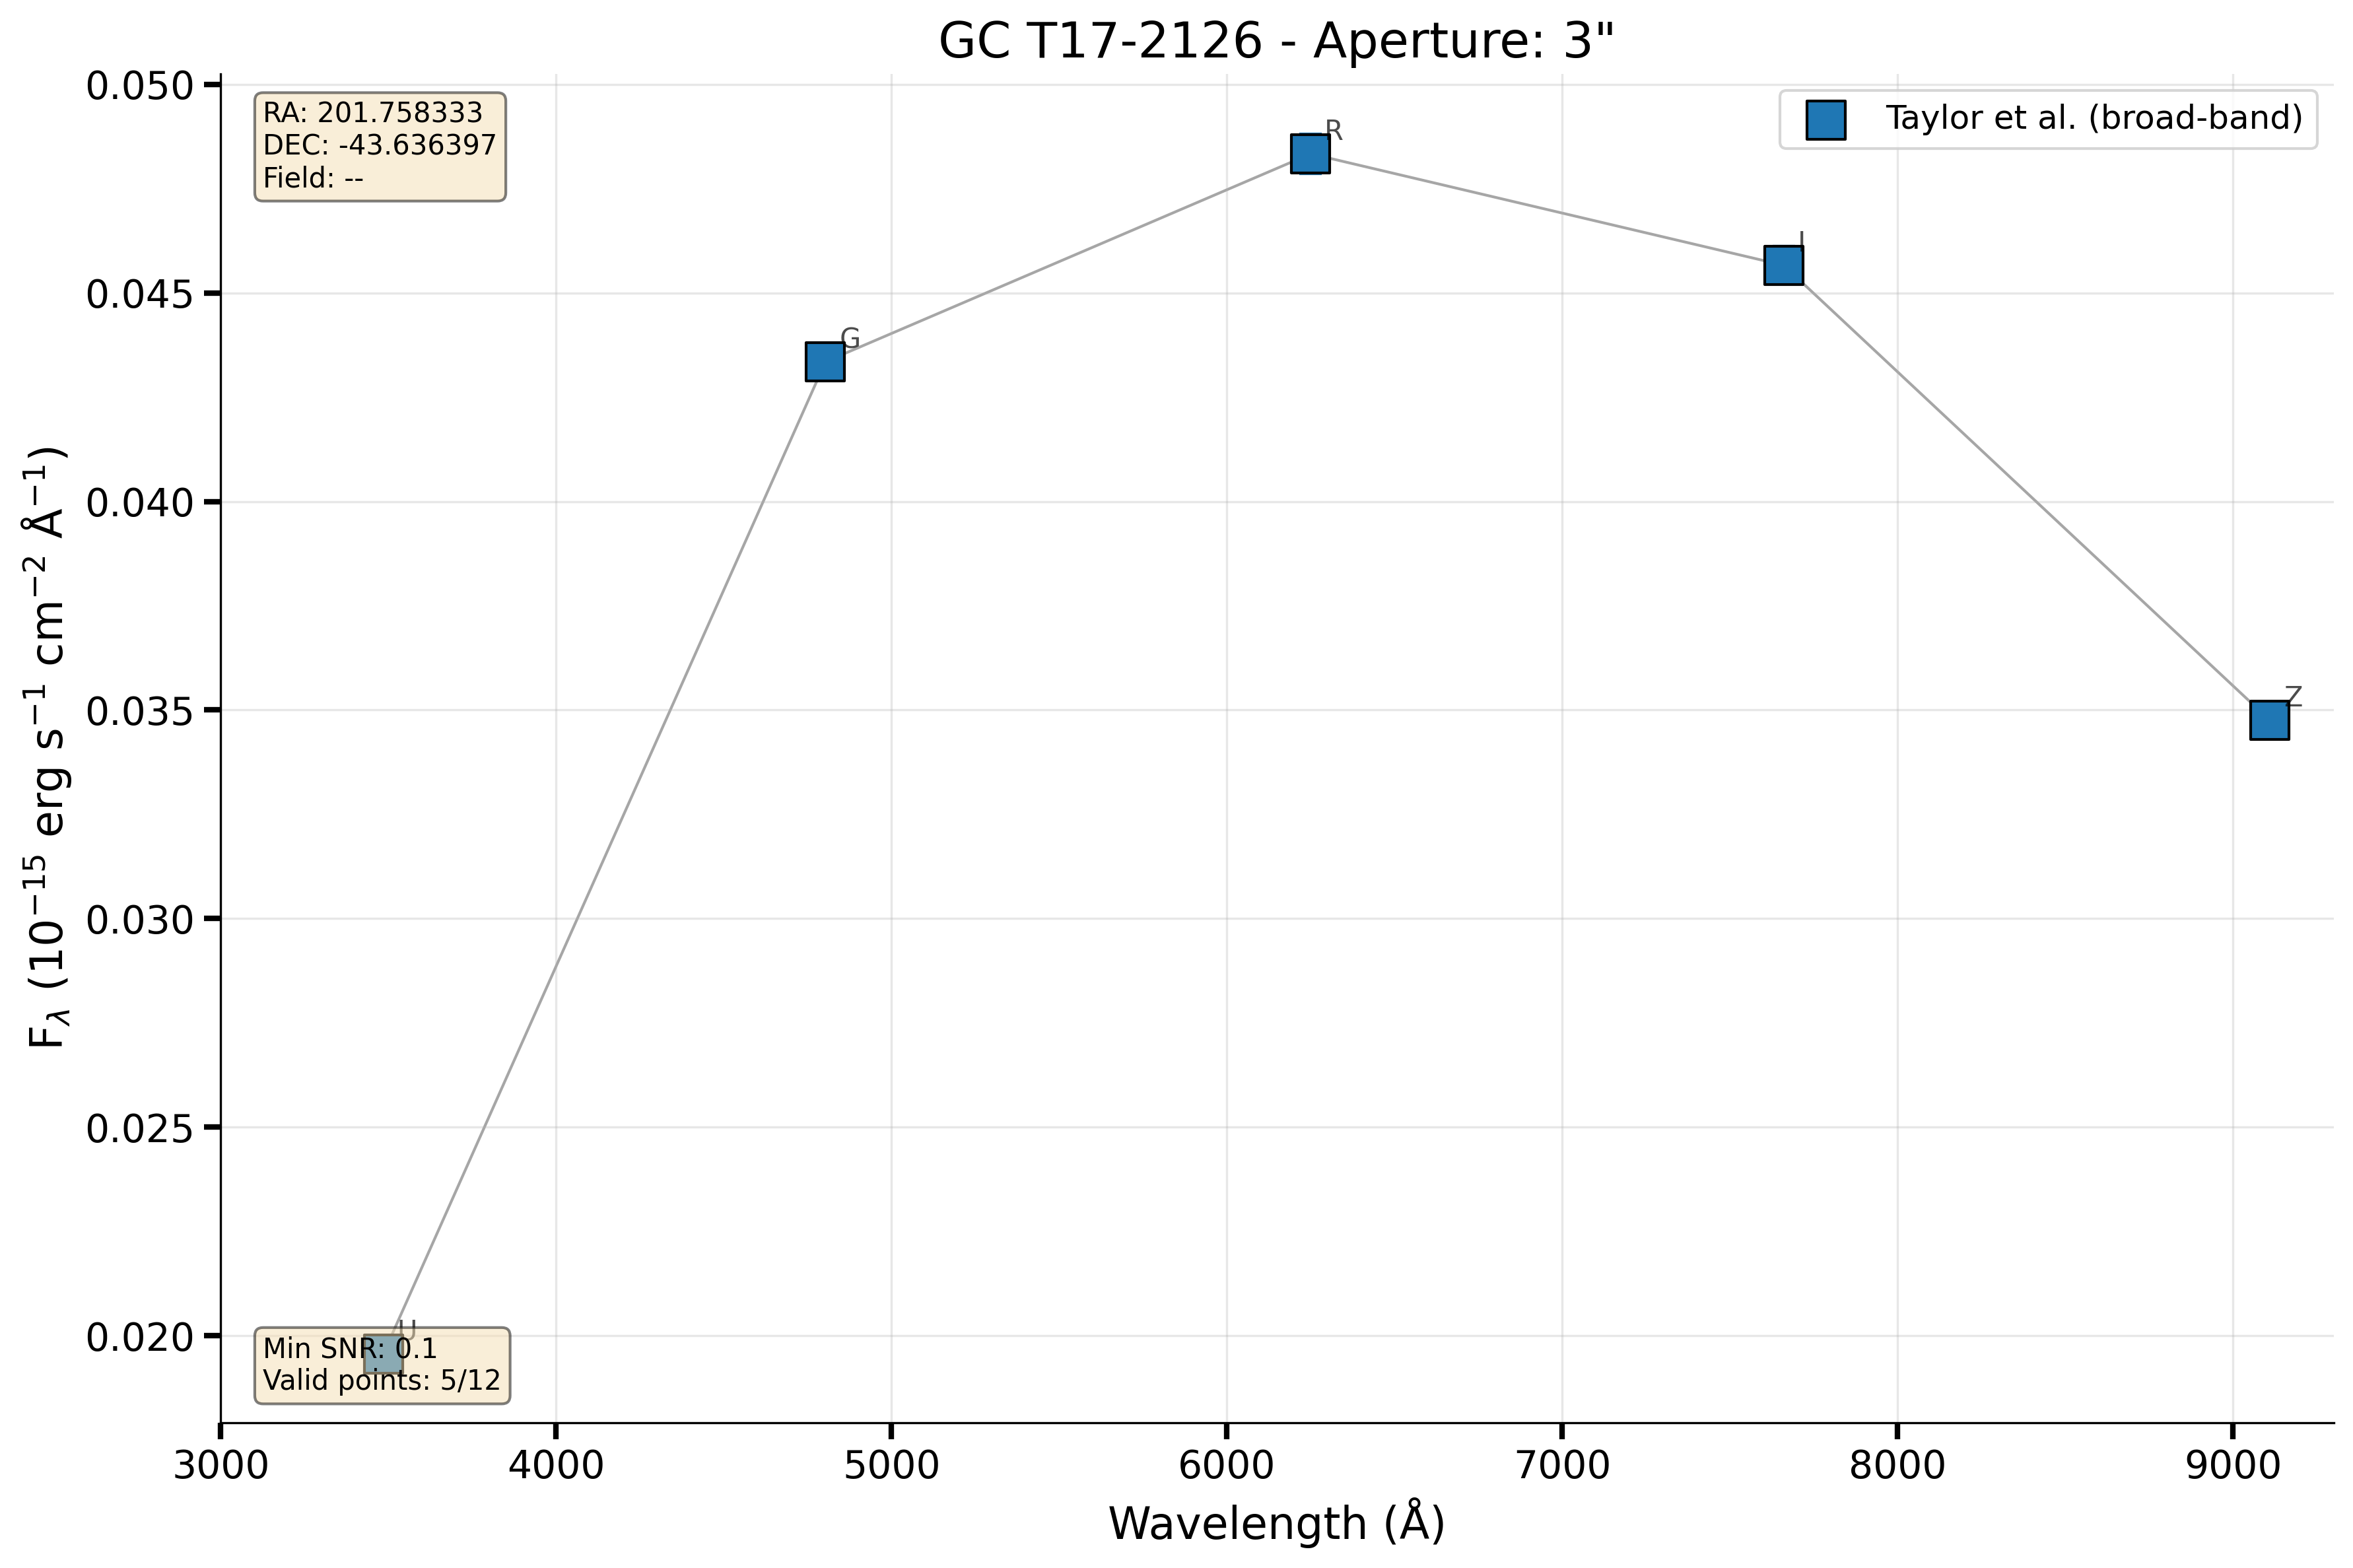 GC T17-2126 - Aperture: 3"
RA: 201.758333
DEC: -43.636397
Field: --
Taylor et al. (broad-band)
R
I
G
Z
U
Min SNR: 0.1
Valid points: 5/12
0.050
0.045
0.040
0.035
0.030
0.025
0.020
F_λ (10⁻¹⁵ erg s⁻¹ cm⁻² Å⁻¹)
3000 4000 5000 6000 7000 8000 9000
Wavelength (Å)